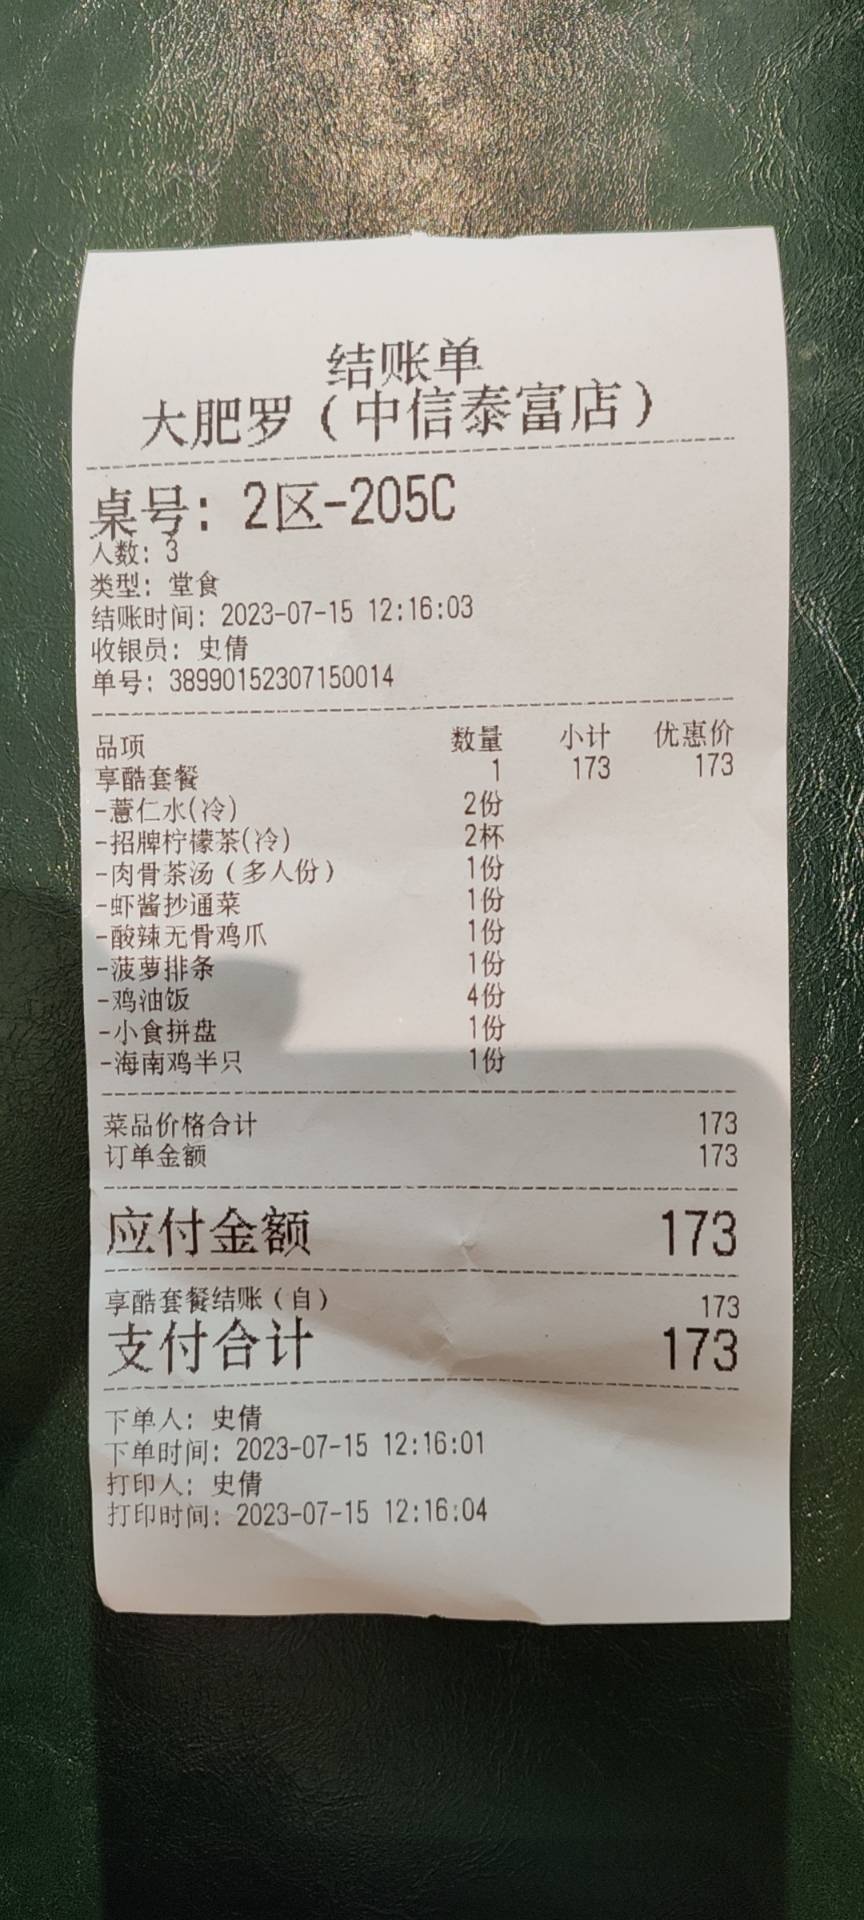 结账单
大肥罗（中信泰富店）
桌号: 2区-205C
人数: 3
类型: 堂食
结账时间: 2023-07-15 12:16:03
收银员: 史倩
单号: 38990152307150014
品项 数量 小计 优惠价
享酷套餐 1 173 173
-薏仁水(冷) 2份
-招牌柠檬茶(冷) 2杯
-肉骨茶汤（多人份） 1份
-虾酱抄通菜 1份
-酸辣无骨鸡爪 1份
-菠萝排条 1份
-鸡油饭 4份
-小食拼盘 1份
-海南鸡半只 1份
菜品价格合计 173
订单金额 173
应付金额 173
享酷套餐结账（自） 173
支付合计 173
下单人: 史倩
下单时间: 2023-07-15 12:16:01
打印人: 史倩
打印时间: 2023-07-15 12:16:04